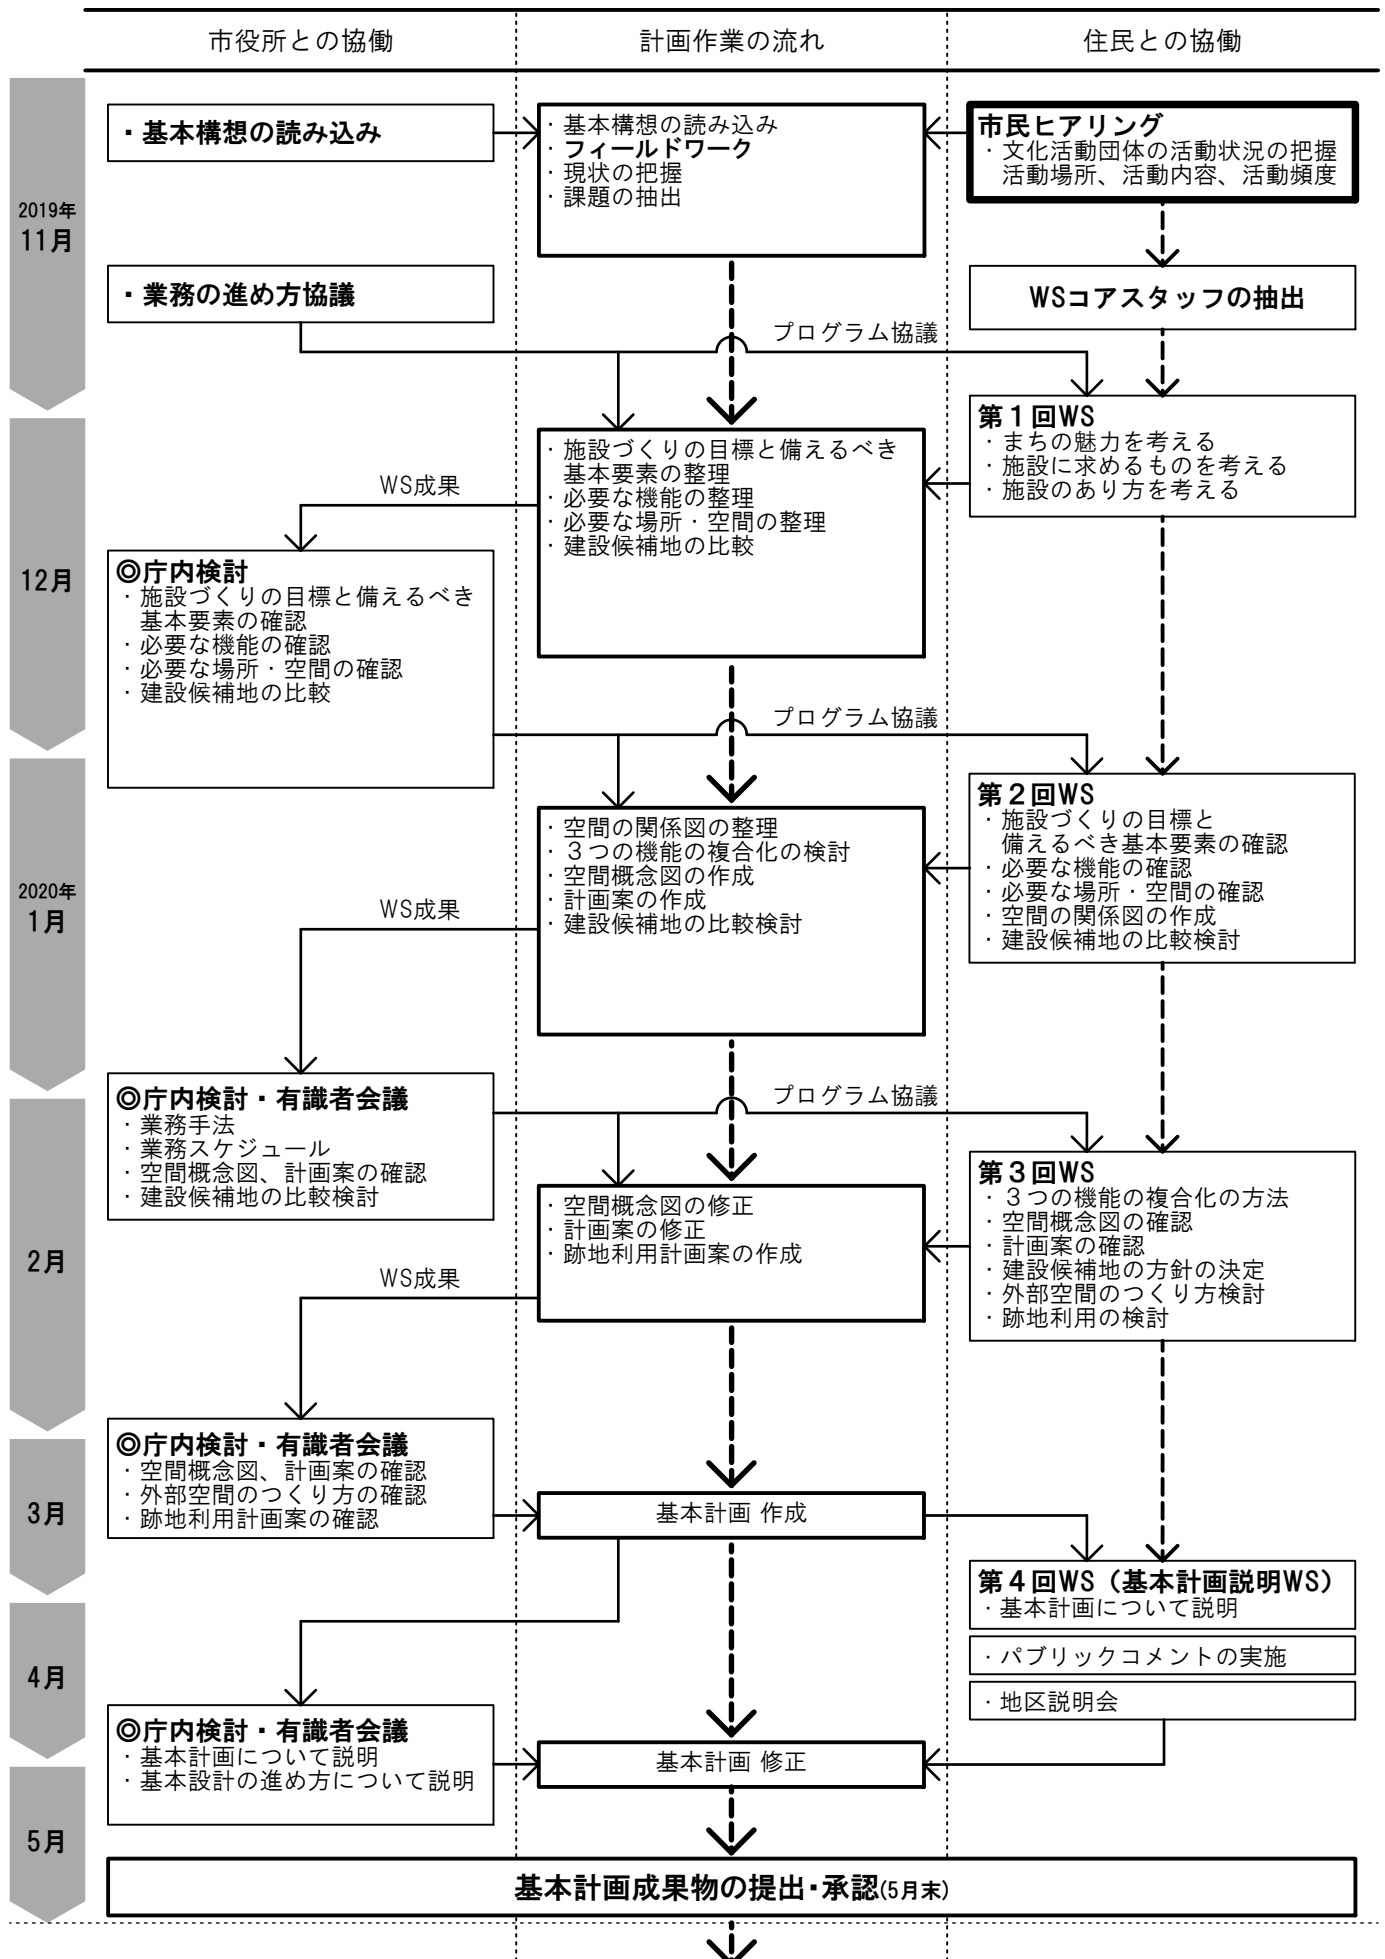 市役所との協働
計画作業の流れ
住民との協働
2019年
11月
・基本構想の読み込み
・基本構想の読み込み
・フィールドワーク
・現状の把握
・課題の抽出
市民ヒアリング
・文化活動団体の活動状況の把握
活動場所、活動内容、活動頻度
・業務の進め方協議
WSコアスタッフの抽出
プログラム協議
12月
第1回WS
・まちの魅力を考える
・施設に求めるものを考える
・施設のあり方を考える
・施設づくりの目標と備えるべき
基本要素の整理
・必要な機能の整理
・必要な場所・空間の整理
・建設候補地の比較
WS成果
◎庁内検討
・施設づくりの目標と備えるべき
基本要素の確認
・必要な機能の確認
・必要な場所・空間の確認
・建設候補地の比較
プログラム協議
2020年
1月
第2回WS
・施設づくりの目標と
備えるべき基本要素の確認
・必要な機能の確認
・必要な場所・空間の確認
・空間の関係図の作成
・建設候補地の比較検討
・空間の関係図の整理
・3つの機能の複合化の検討
・空間概念図の作成
・計画案の作成
・建設候補地の比較検討
WS成果
◎庁内検討・有識者会議
・業務手法
・業務スケジュール
・空間概念図、計画案の確認
・建設候補地の比較検討
プログラム協議
2月
第3回WS
・3つの機能の複合化の方法
・空間概念図の確認
・計画案の確認
・建設候補地の方針の決定
・外部空間のつくり方検討
・跡地利用の検討
・空間概念図の修正
・計画案の修正
・跡地利用計画案の作成
WS成果
3月
◎庁内検討・有識者会議
・空間概念図、計画案の確認
・外部空間のつくり方の確認
・跡地利用計画案の確認
基本計画 作成
第4回WS（基本計画説明WS）
・基本計画について説明
4月
・パブリックコメントの実施
・地区説明会
◎庁内検討・有識者会議
・基本計画について説明
・基本設計の進め方について説明
基本計画 修正
5月
基本計画成果物の提出・承認(5月末)